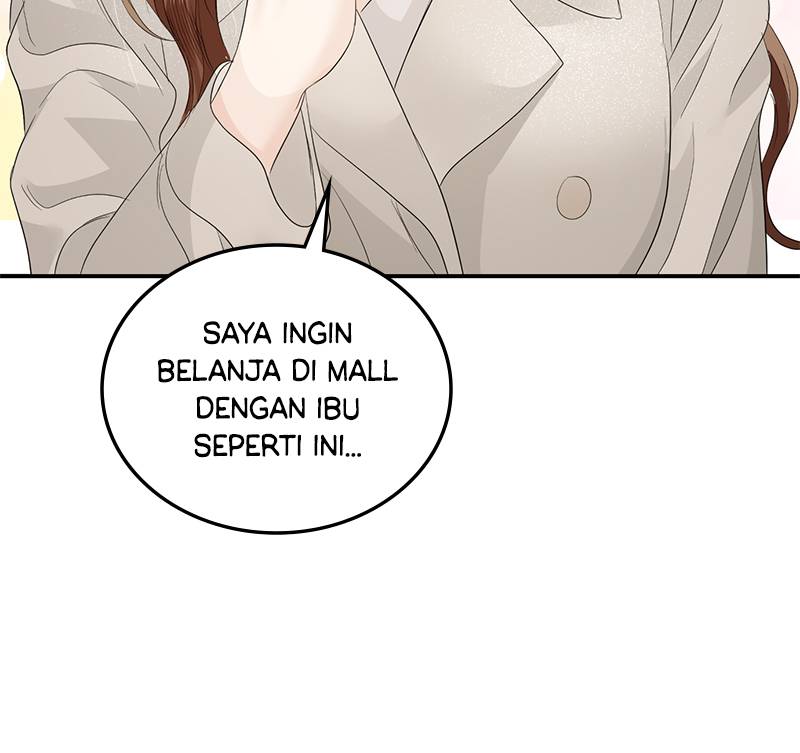 SAYA INGIN
BELANJA DI MALL
DENGAN IBU
SEPERTI INI...